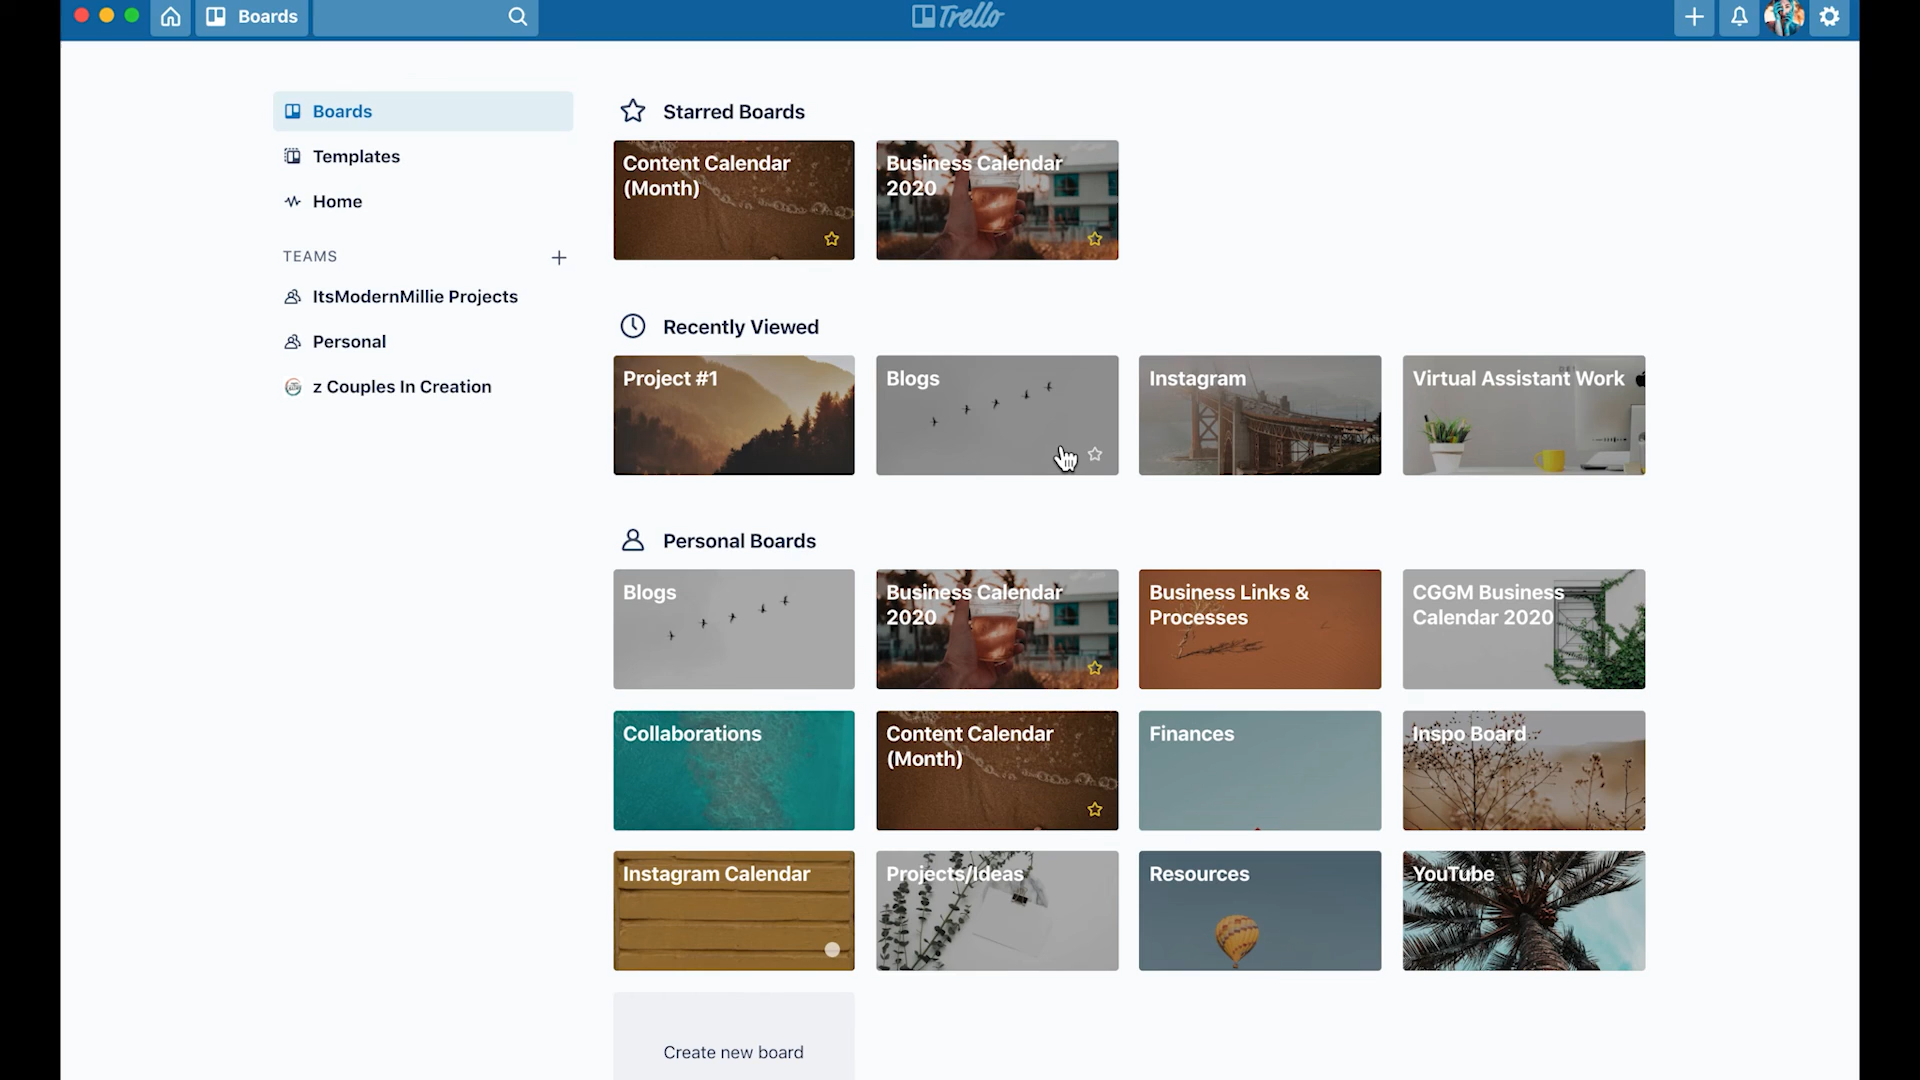 Boards
Trello
Boards
Templates
Home
TEAMS
ItsModernMillie Projects
Personal
z Couples In Creation
Starred Boards
Content Calendar
(Month)
Business Calendar
2020
Recently Viewed
Project #1
Blogs
Instagram
Virtual Assistant Work
Personal Boards
Blogs
Business Calendar
2020
Business Links &
Processes
CGGM Business
Calendar 2020
Collaborations
Content Calendar
(Month)
Finances
Inspo Board
Instagram Calendar
Projects/Ideas
Resources
YouTube
Create new board